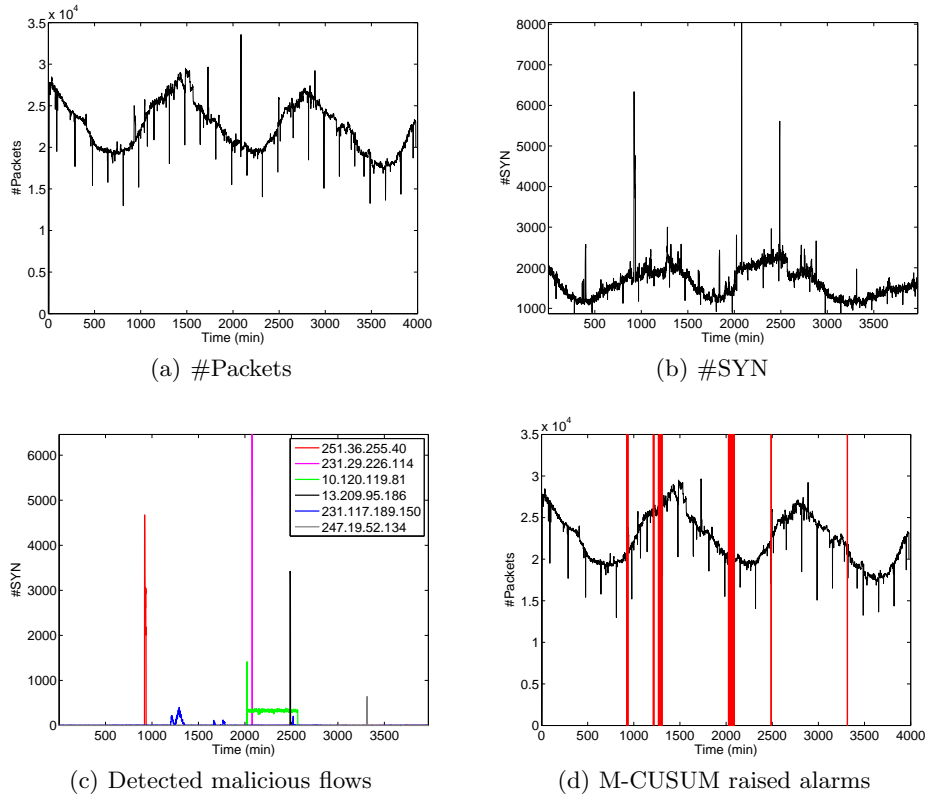 x 10^4
3.5
3
2.5
2
1.5
1
0.5
0
#Packets
0 500 1000 1500 2000 2500 3000 3500 4000
Time (min)
(a) #Packets
8000
7000
6000
5000
4000
3000
2000
1000
#SYN
500 1000 1500 2000 2500 3000 3500
Time (min)
(b) #SYN
6000
5000
4000
3000
2000
1000
0
#SYN
500 1000 1500 2000 2500 3000 3500
Time (min)
251.36.255.40
231.29.226.114
10.120.119.81
13.209.95.186
231.117.189.150
247.19.52.134
(c) Detected malicious flows
x 10^4
3.5
3
2.5
2
1.5
1
0.5
0
#Packets
0 500 1000 1500 2000 2500 3000 3500 4000
Time (min)
(d) M-CUSUM raised alarms